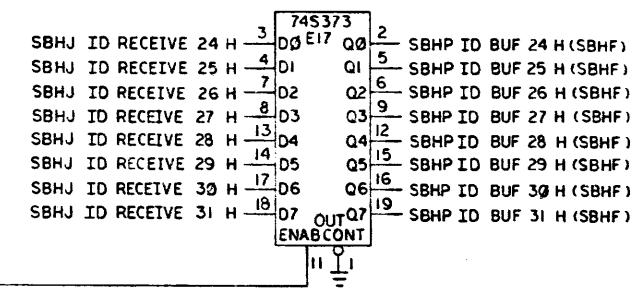 74S373
E17
SBHJ ID RECEIVE 24 H 3 D0 Q0 2 SBHP ID BUF 24 H (SBHF)
SBHJ ID RECEIVE 25 H 4 D1 Q1 5 SBHP ID BUF 25 H (SBHF)
SBHJ ID RECEIVE 26 H 7 D2 Q2 6 SBHP ID BUF 26 H (SBHF)
SBHJ ID RECEIVE 27 H 8 D3 Q3 9 SBHP ID BUF 27 H (SBHF)
SBHJ ID RECEIVE 28 H 13 D4 Q4 12 SBHP ID BUF 28 H (SBHF)
SBHJ ID RECEIVE 29 H 14 D5 Q5 15 SBHP ID BUF 29 H (SBHF)
SBHJ ID RECEIVE 30 H 17 D6 Q6 16 SBHP ID BUF 30 H (SBHF)
SBHJ ID RECEIVE 31 H 18 D7 Q7 19 SBHP ID BUF 31 H (SBHF)
OUT
ENAB CONT
11 1